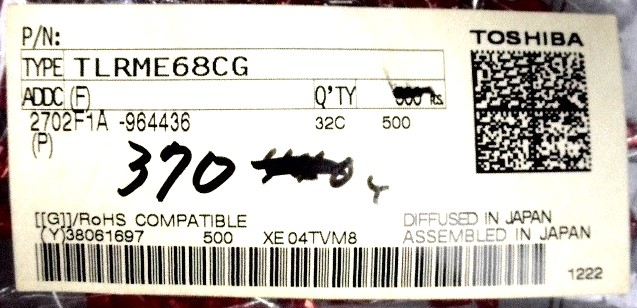 P/N:
TOSHIBA
TYPE TLRME68CG
ADDC (F) Q'TY
2702F1A -964436 32C 500
(P)
370
[[G]]/RoHS COMPATIBLE DIFFUSED IN JAPAN
(Y)38061697 500 XE04TVM8 ASSEMBLED IN JAPAN
1222